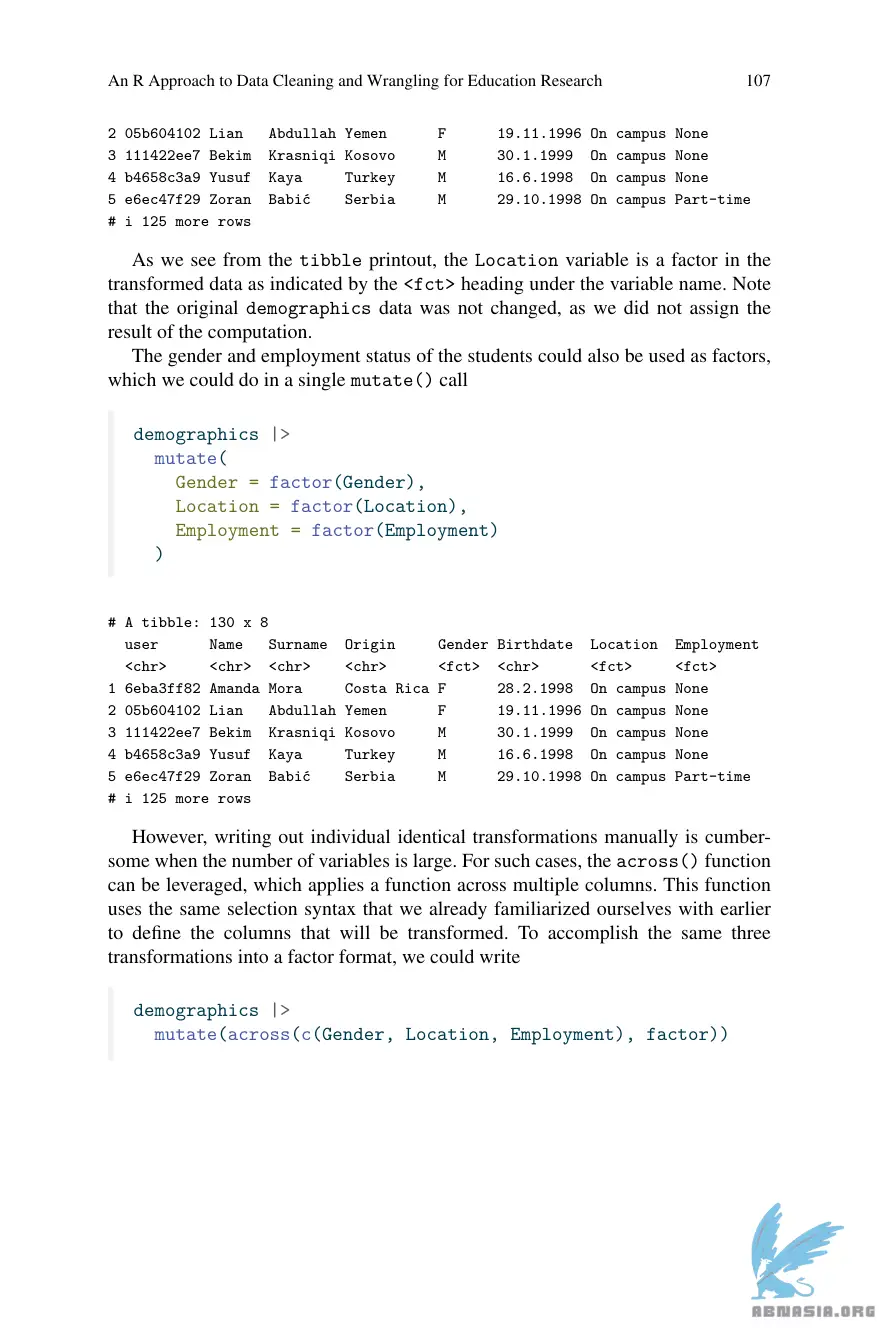 An R Approach to Data Cleaning and Wrangling for Education Research 107
2 05b604102 Lian   Abdullah Yemen      F      19.11.1996 On campus None
3 111422ee7 Bekim  Krasniqi Kosovo     M      30.1.1999  On campus None
4 b4658c3a9 Yusuf  Kaya     Turkey     M      16.6.1998  On campus None
5 e6ec47f29 Zoran  Babić    Serbia     M      29.10.1998 On campus Part-time
# i 125 more rows
As we see from the tibble printout, the Location variable is a factor in the
transformed data as indicated by the <fct> heading under the variable name. Note
that the original demographics data was not changed, as we did not assign the
result of the computation.
The gender and employment status of the students could also be used as factors,
which we could do in a single mutate() call
demographics |>
  mutate(
    Gender = factor(Gender),
    Location = factor(Location),
    Employment = factor(Employment)
  )
# A tibble: 130 x 8
  user      Name   Surname  Origin     Gender Birthdate  Location  Employment
  <chr>     <chr>  <chr>    <chr>      <fct>  <chr>      <fct>     <fct>
1 6eba3ff82 Amanda Mora     Costa Rica F      28.2.1998  On campus None
2 05b604102 Lian   Abdullah Yemen      F      19.11.1996 On campus None
3 111422ee7 Bekim  Krasniqi Kosovo     M      30.1.1999  On campus None
4 b4658c3a9 Yusuf  Kaya     Turkey     M      16.6.1998  On campus None
5 e6ec47f29 Zoran  Babić    Serbia     M      29.10.1998 On campus Part-time
# i 125 more rows
However, writing out individual identical transformations manually is cumber-
some when the number of variables is large. For such cases, the across() function
can be leveraged, which applies a function across multiple columns. This function
uses the same selection syntax that we already familiarized ourselves with earlier
to define the columns that will be transformed. To accomplish the same three
transformations into a factor format, we could write
demographics |>
  mutate(across(c(Gender, Location, Employment), factor))
ABNASIA.ORG